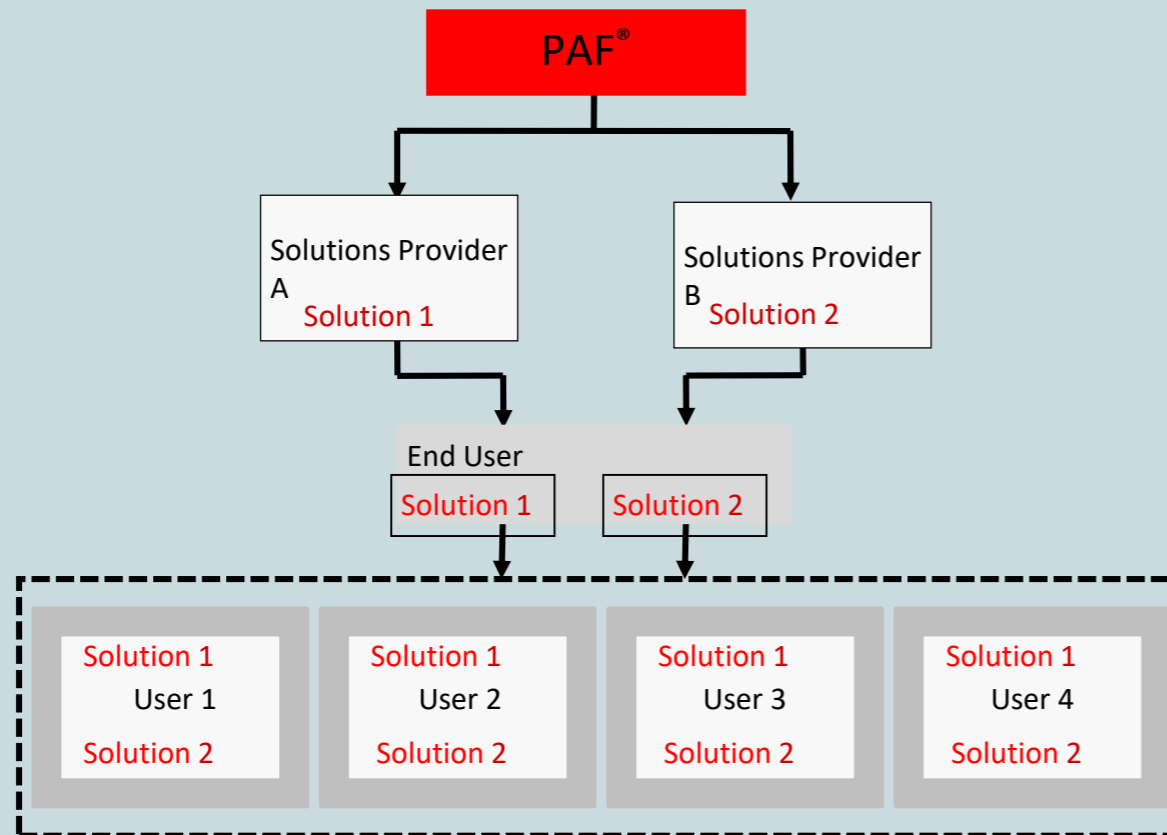 PAF®
Solutions Provider
A
Solution 1
Solutions Provider
B
Solution 2
End User
Solution 1
Solution 2
Solution 1
User 1
Solution 2
Solution 1
User 2
Solution 2
Solution 1
User 3
Solution 2
Solution 1
User 4
Solution 2